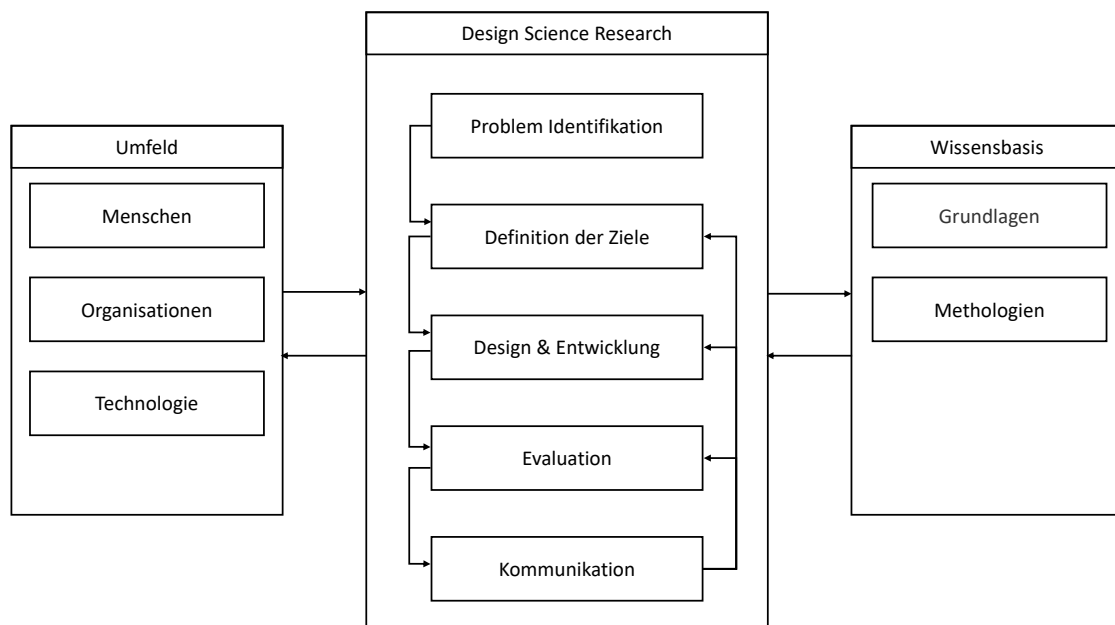 Design Science Research
Problem Identifikation
Definition der Ziele
Design & Entwicklung
Evaluation
Kommunikation
Umfeld
Menschen
Organisationen
Technologie
Wissensbasis
Grundlagen
Methologien